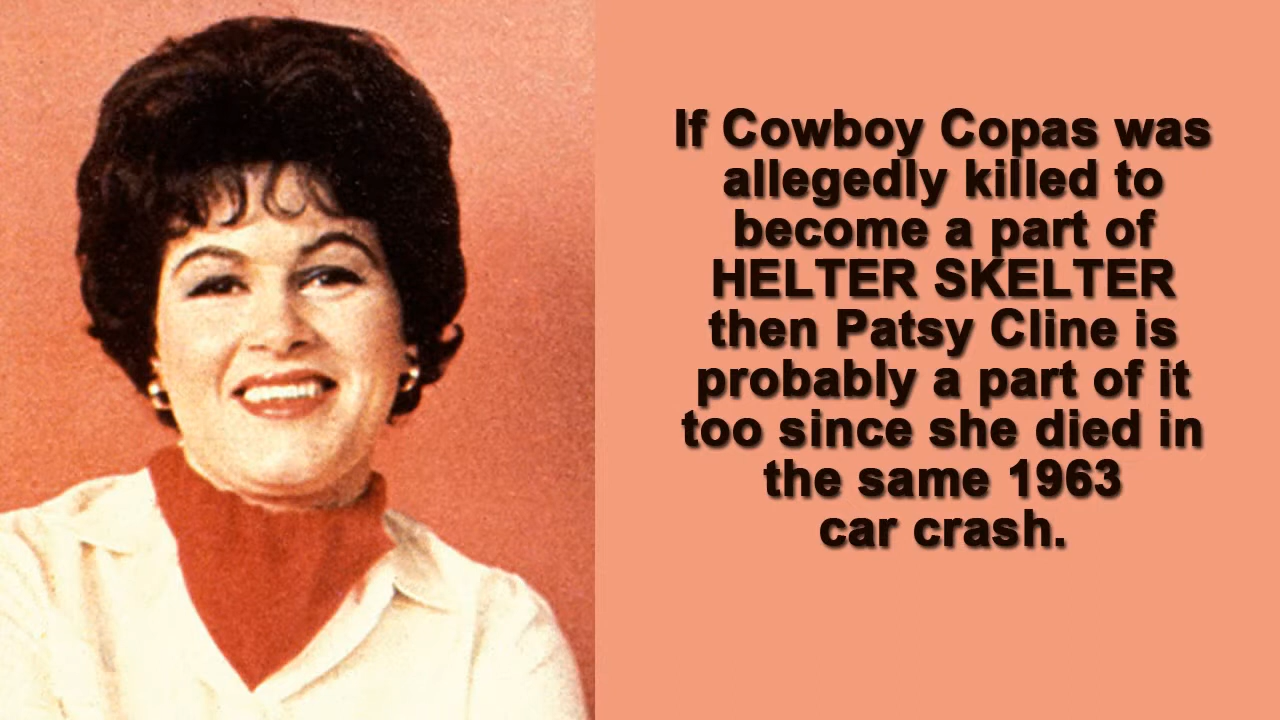 If Cowboy Copas was
allegedly killed to
become a part of
HELTER SKELTER
then Patsy Cline is
probably a part of it
too since she died in
the same 1963
car crash.